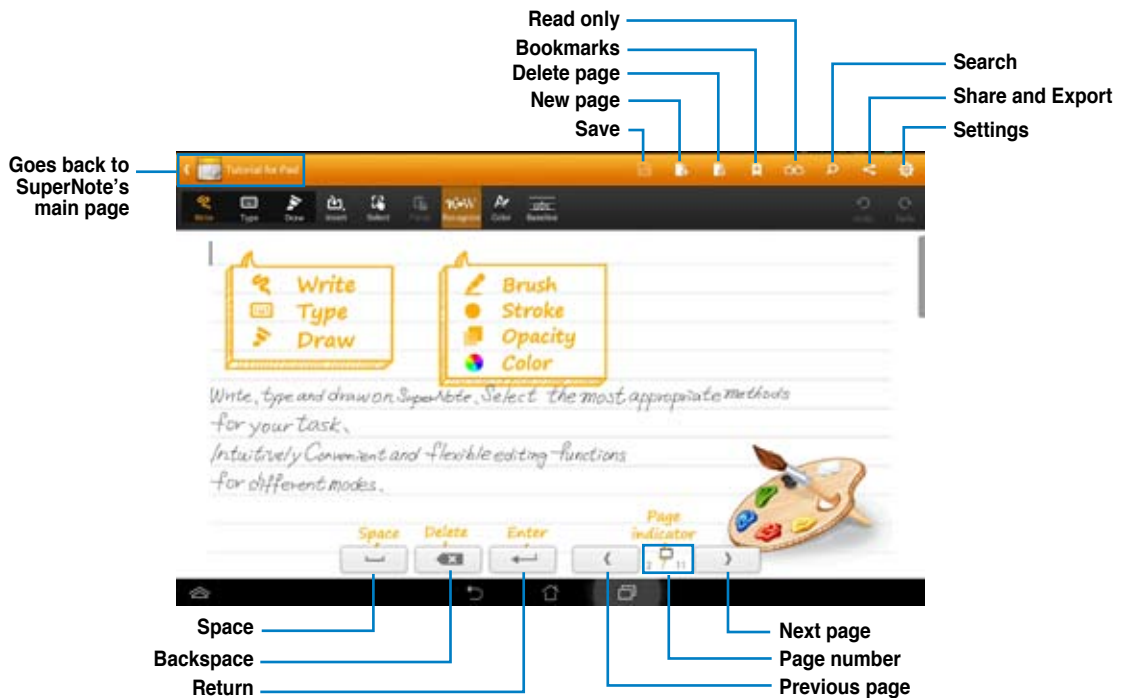 Read only
Bookmarks
Delete page
New page
Save
Search
Share and Export
Settings
Goes back to
SuperNote's
main page
Tutorial for Pad
Write
Type
Draw
Insert
Select
Recognize
Color
Baseline
abc
Write
Type
Draw
Brush
Stroke
Opacity
Color
Write, type and draw on SuperNote. Select the most appropriate methods
for your task.
Intuitively Convenient and flexible editing functions
for different modes.
Space
Delete
Enter
Page
indicator
2 11
Space
Backspace
Return
Next page
Page number
Previous page